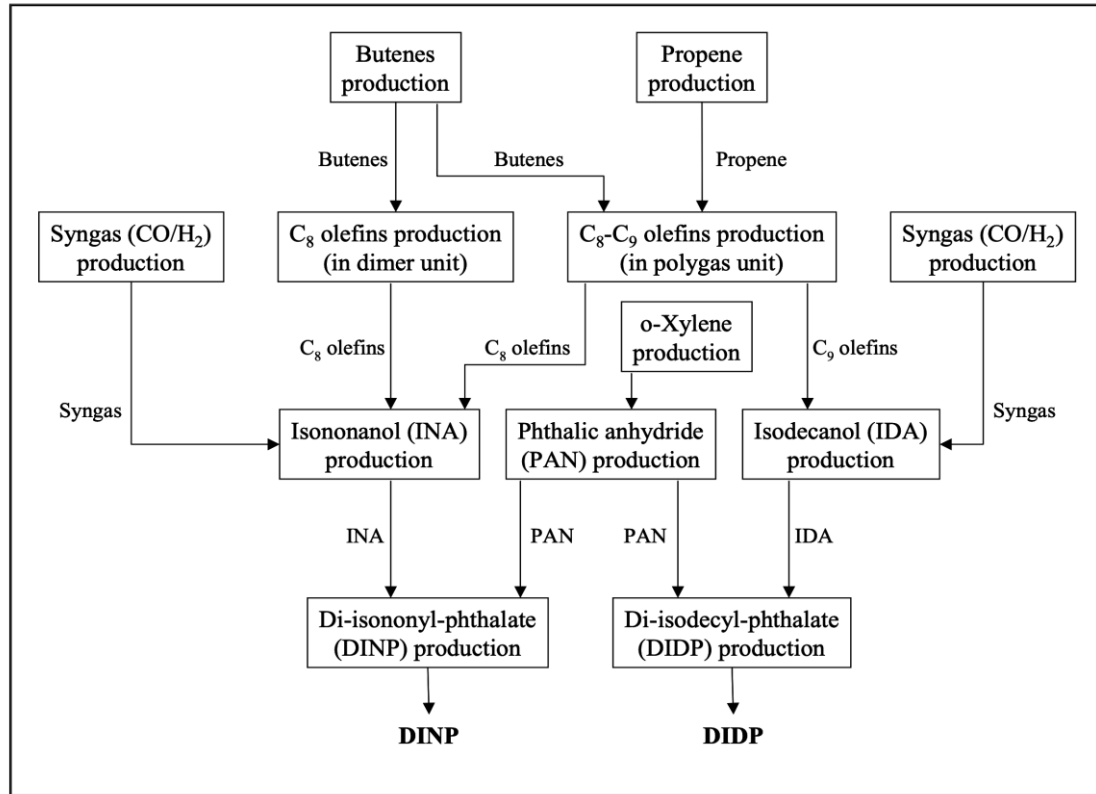 Butenes
production
Propene
production
Butenes
Butenes
Propene
Syngas (CO/H₂)
production
C₈ olefins production
(in dimer unit)
C₈-C₉ olefins production
(in polygas unit)
Syngas (CO/H₂)
production
o-Xylene
production
C₈ olefins
C₈ olefins
C₉ olefins
Syngas
Syngas
Isononanol (INA)
production
Phthalic anhydride
(PAN) production
Isodecanol (IDA)
production
INA
PAN
PAN
IDA
Di-isononyl-phthalate
(DINP) production
Di-isodecyl-phthalate
(DIDP) production
DINP
DIDP